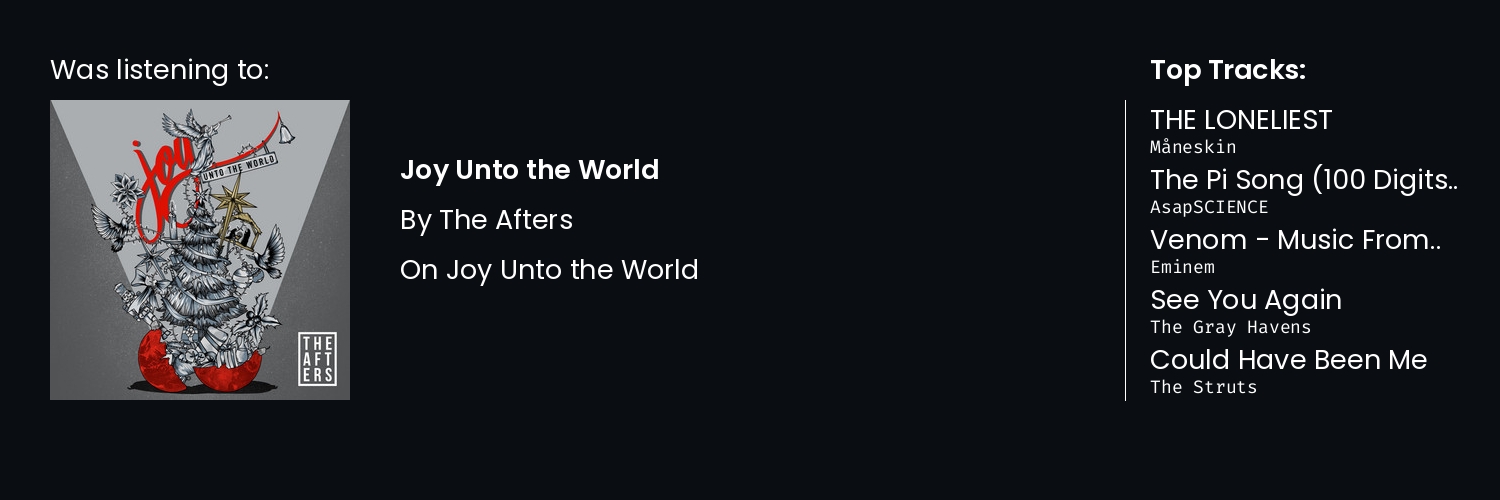 Was listening to:
joy
UNTO THE WORLD
THE
AFT
ERS
Joy Unto the World
By The Afters
On Joy Unto the World
Top Tracks:
THE LONELIEST
Måneskin
The Pi Song (100 Digits..
AsapSCIENCE
Venom - Music From..
Eminem
See You Again
The Gray Havens
Could Have Been Me
The Struts